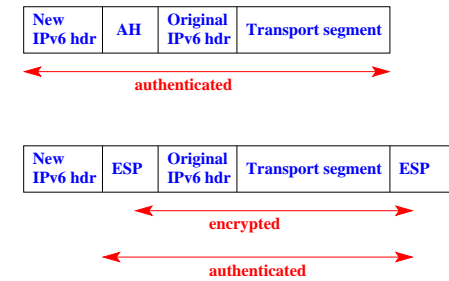 New IPv6 hdr AH Original IPv6 hdr Transport segment
authenticated
New IPv6 hdr ESP Original IPv6 hdr Transport segment ESP
encrypted
authenticated